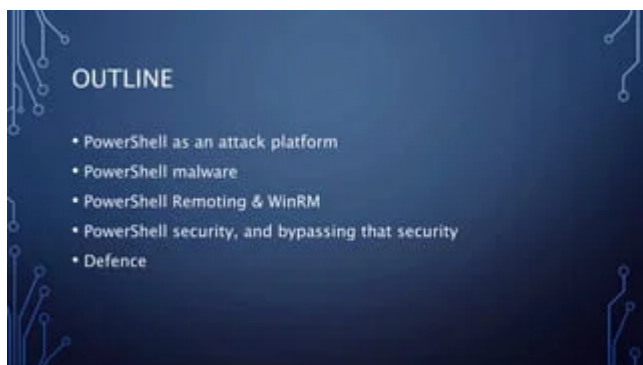 OUTLINE
• PowerShell as an attack platform
• PowerShell malware
• PowerShell Remoting & WinRM
• PowerShell security, and bypassing that security
• Defence